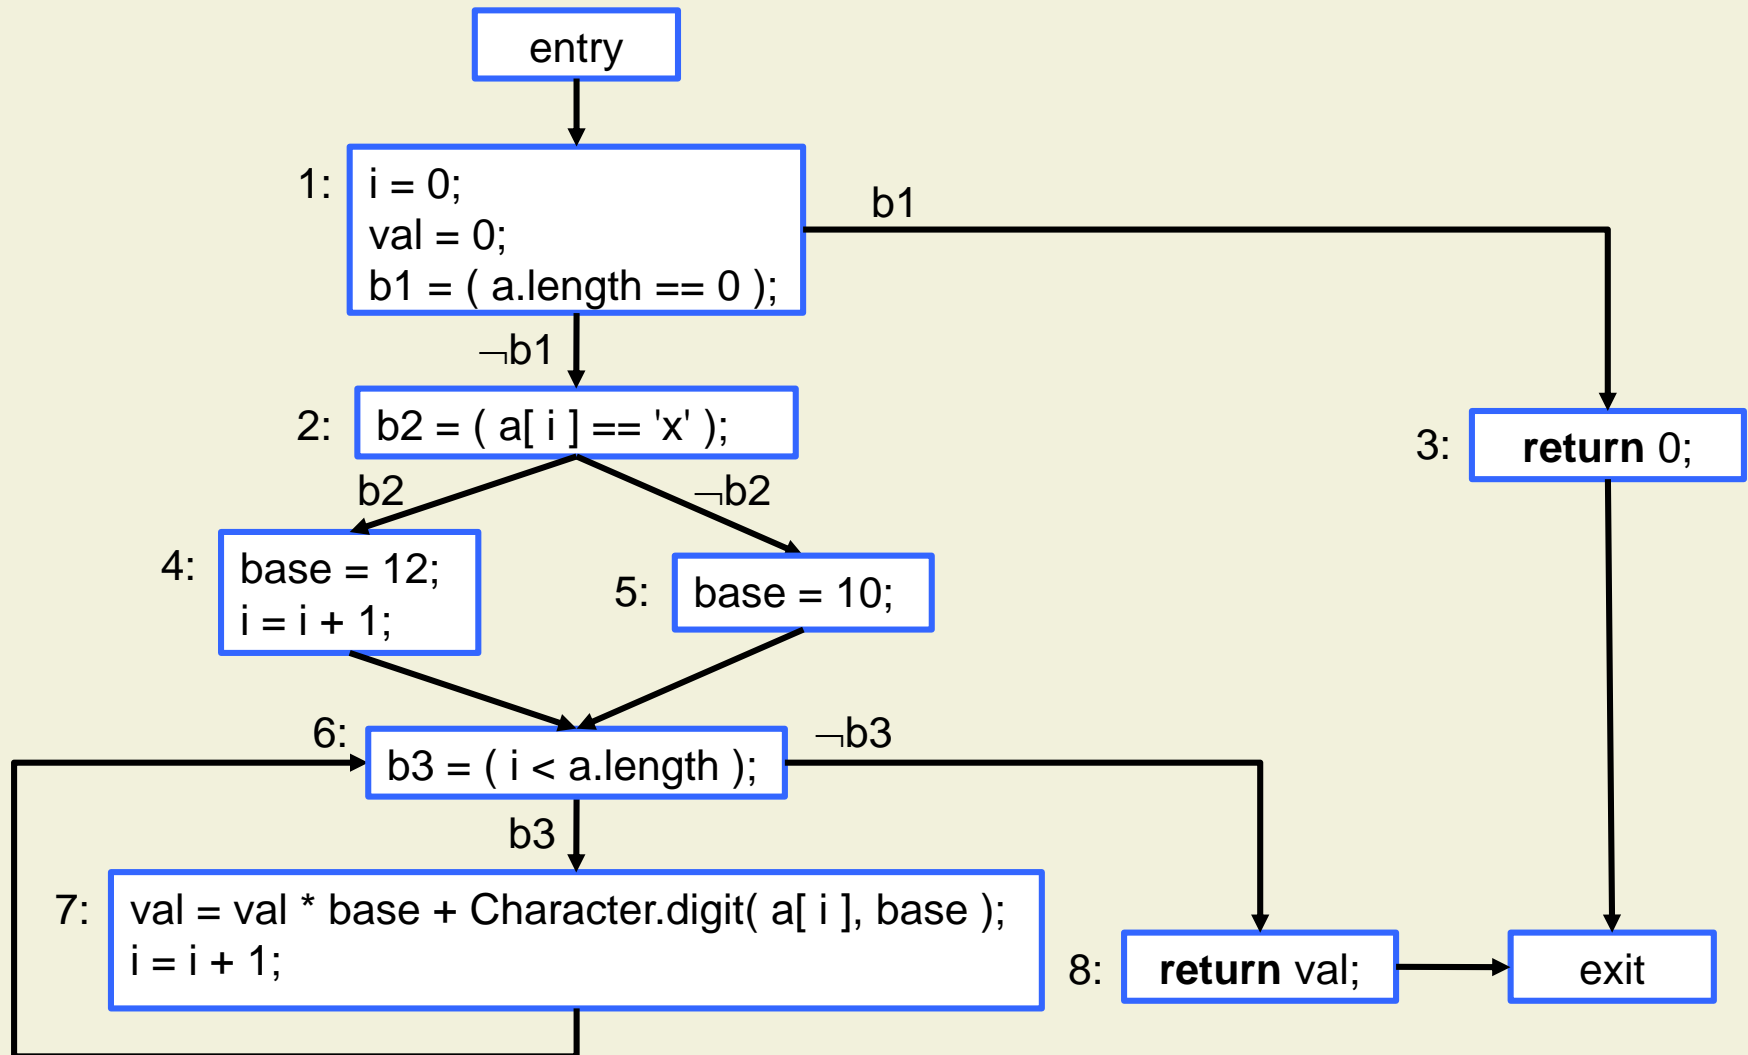 entry
1:
i = 0;
val = 0;
b1 = ( a.length == 0 );
b1
¬b1
2:
b2 = ( a[ i ] == 'x' );
3:
return 0;
b2
¬b2
4:
base = 12;
i = i + 1;
5:
base = 10;
6:
b3 = ( i < a.length );
¬b3
b3
7:
val = val * base + Character.digit( a[ i ], base );
i = i + 1;
8:
return val;
exit